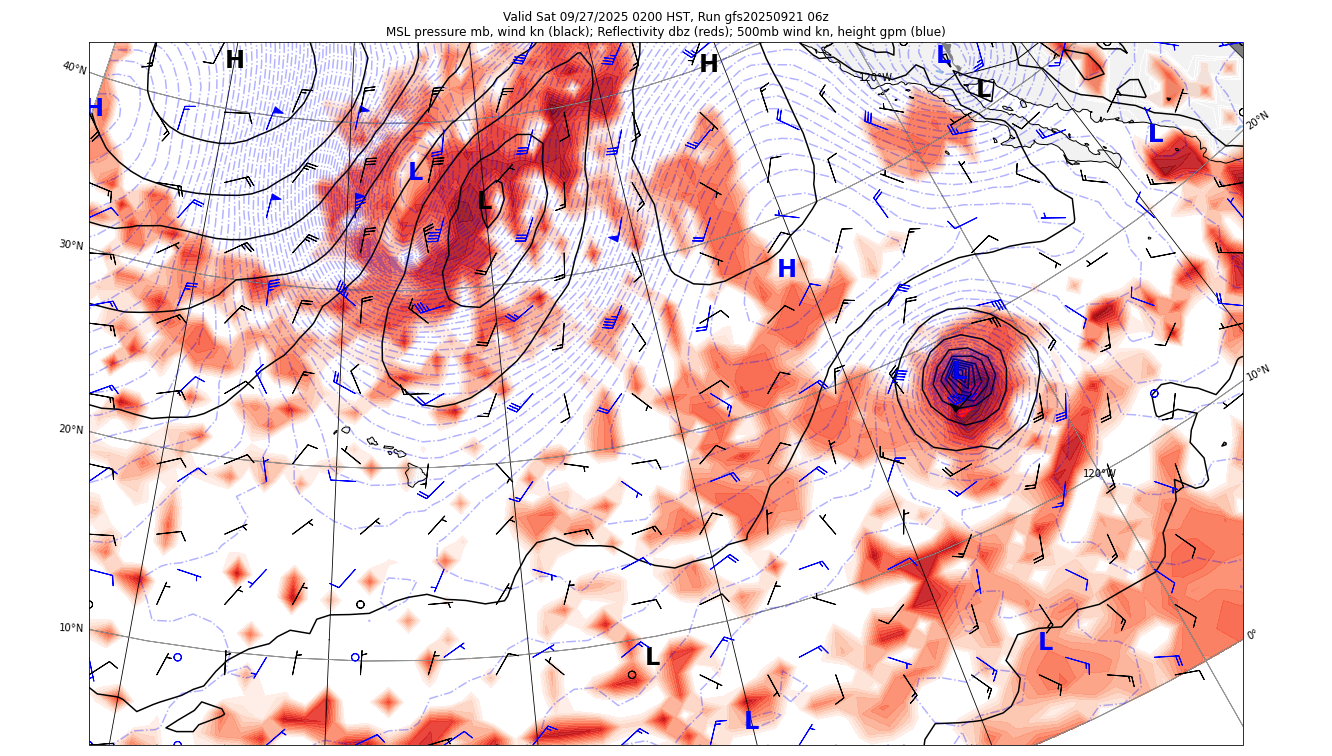 Valid Sat 09/27/2025 0200 HST, Run gfs20250921 06z
MSL pressure mb, wind kn (black); Reflectivity dbz (reds); 500mb wind kn, height gpm (blue)
H
H
L
40°N
120°W
L
H
20°N
L
L
L
30°N
H
10°N
20°N
120°W
10°N
0°
L
L
L